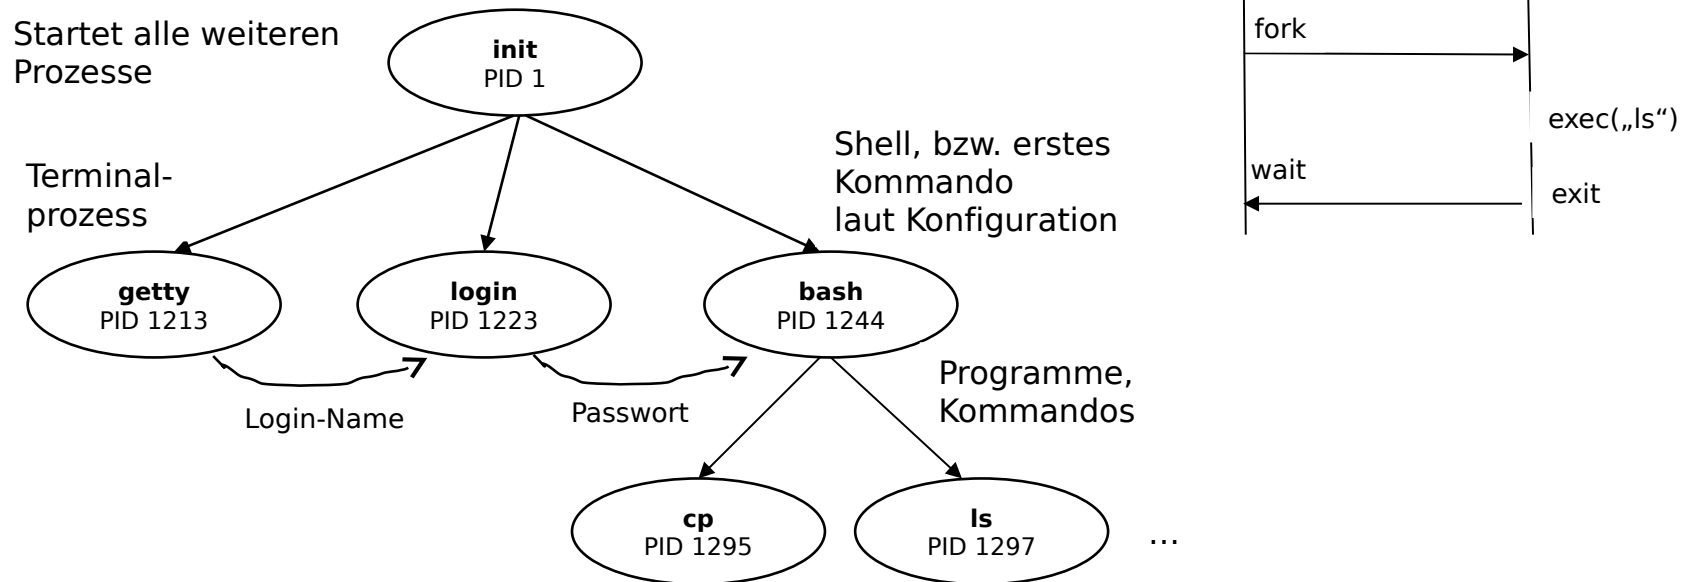 Startet alle weiteren
Prozesse
init
PID 1
fork
exec(„ls“)
wait
exit
Terminal-
prozess
Shell, bzw. erstes
Kommando
laut Konfiguration
getty
PID 1213
login
PID 1223
bash
PID 1244
Login-Name
Passwort
Programme,
Kommandos
cp
PID 1295
ls
PID 1297
...